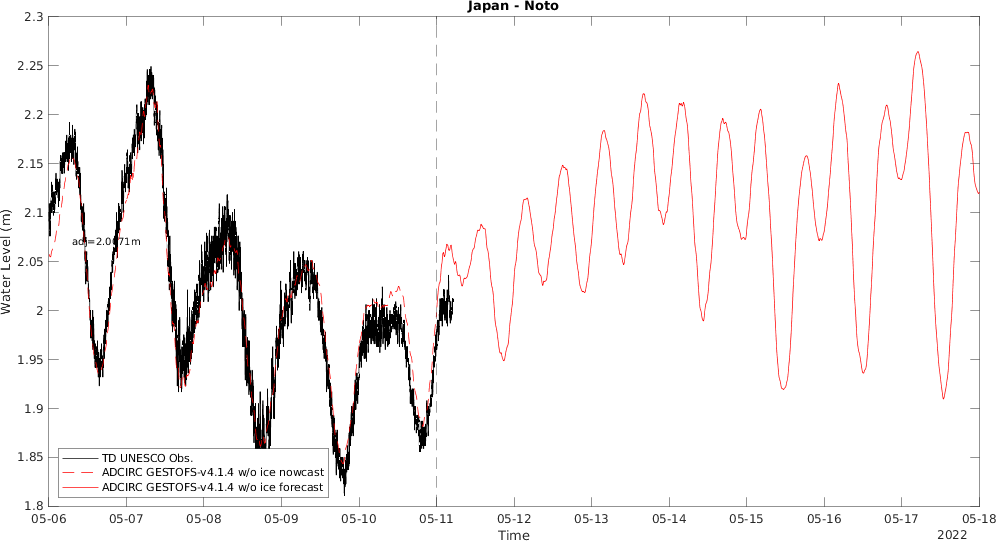 Japan - Noto
2.3
2.25
2.2
2.15
2.1
2.05
2
1.95
1.9
1.85
1.8
Water Level (m)
TD UNESCO Obs.
ADCIRC GESTOFS-v4.1.4 w/o ice nowcast
ADCIRC GESTOFS-v4.1.4 w/o ice forecast
05-06 05-07 05-08 05-09 05-10 05-11 05-12 05-13 05-14 05-15 05-16 05-17 05-18
Time
2022